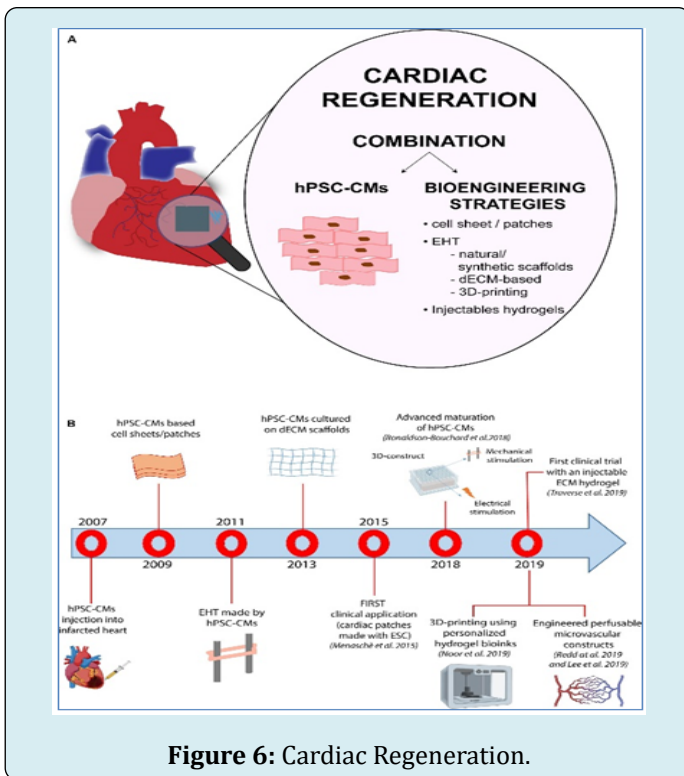 A
CARDIAC
REGENERATION
COMBINATION
hPSC-CMs
BIOENGINEERING
STRATEGIES
• cell sheet / patches
• EHT
- natural/
synthetic scaffolds
- dECM-based
- 3D-printing
• Injectables hydrogels
B
hPSC-CMs based
cell sheets/patches
hPSC-CMs cultured
on dECM scaffolds
Advanced maturation
of hPSC-CMs
(Ronaldson-Bouchard et al.2018)
3D-construct
Mechanical
stimulation
Electrical
stimulation
First clinical trial
with an injectable
ECM hydrogel
(Traverse et al. 2019)
2007
2009
2011
2013
2015
2018
2019
hPSC-CMs
injection into
infarcted heart
EHT made by
hPSC-CMs
FIRST
clinical application
(cardiac patches
made with ESC)
(Menaschè et al. 2015)
3D-printing using
personalized
hydrogel bioinks
(Noor et al. 2019)
Engineered perfusable
microvascular
constructs
(Redd at al. 2019
and Lee et al. 2019)
Figure 6: Cardiac Regeneration.